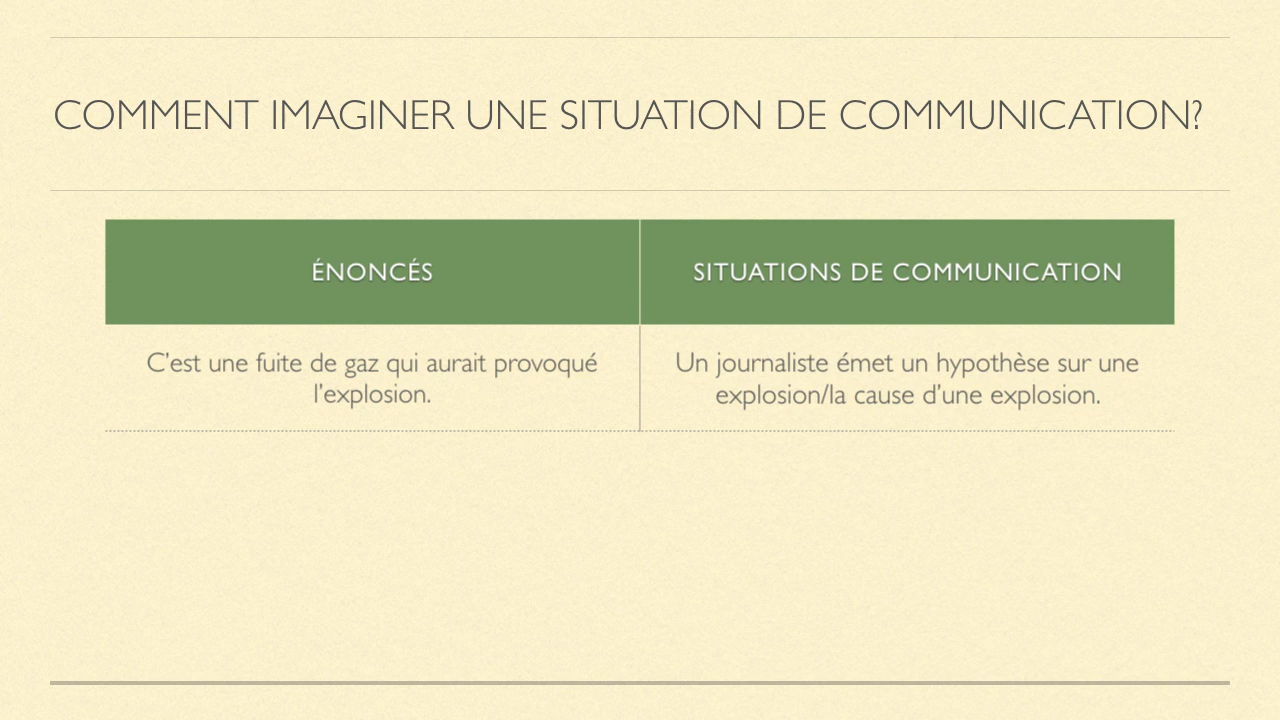 COMMENT IMAGINER UNE SITUATION DE COMMUNICATION?
ÉNONCÉS
SITUATIONS DE COMMUNICATION
C’est une fuite de gaz qui aurait provoqué
l’explosion.
Un journaliste émet un hypothèse sur une
explosion/la cause d’une explosion.